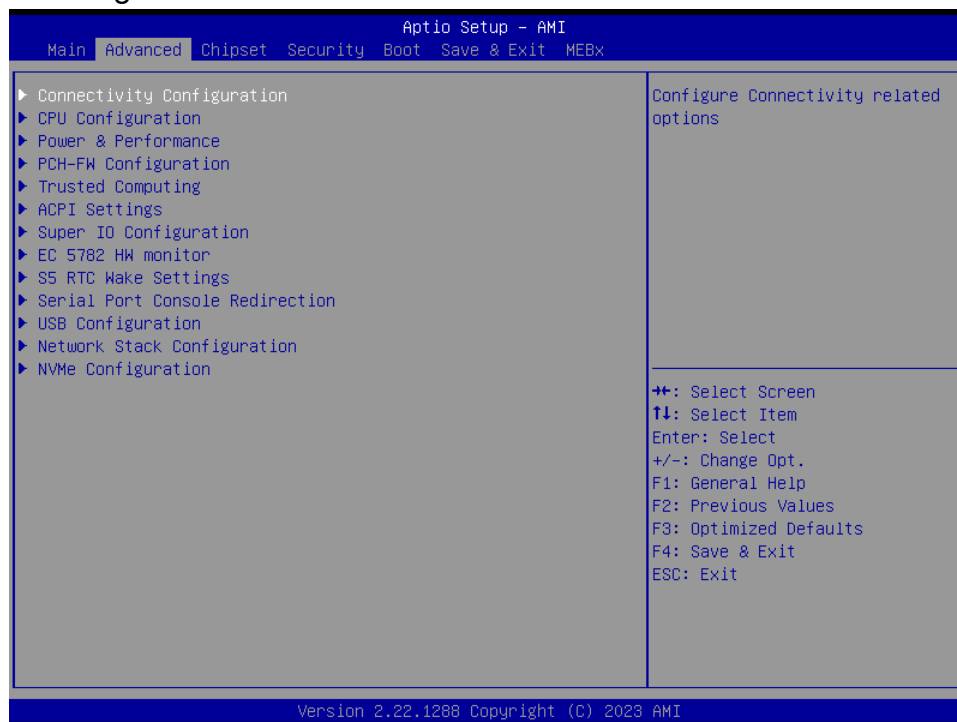 Aptio Setup – AMI
Main Advanced Chipset Security Boot Save & Exit MEBx
▶ Connectivity Configuration
▶ CPU Configuration
▶ Power & Performance
▶ PCH-FW Configuration
▶ Trusted Computing
▶ ACPI Settings
▶ Super IO Configuration
▶ EC 5782 HW monitor
▶ S5 RTC Wake Settings
▶ Serial Port Console Redirection
▶ USB Configuration
▶ Network Stack Configuration
▶ NVMe Configuration
Configure Connectivity related
options
→←: Select Screen
↑↓: Select Item
Enter: Select
+/-: Change Opt.
F1: General Help
F2: Previous Values
F3: Optimized Defaults
F4: Save & Exit
ESC: Exit
Version 2.22.1288 Copyright (C) 2023 AMI